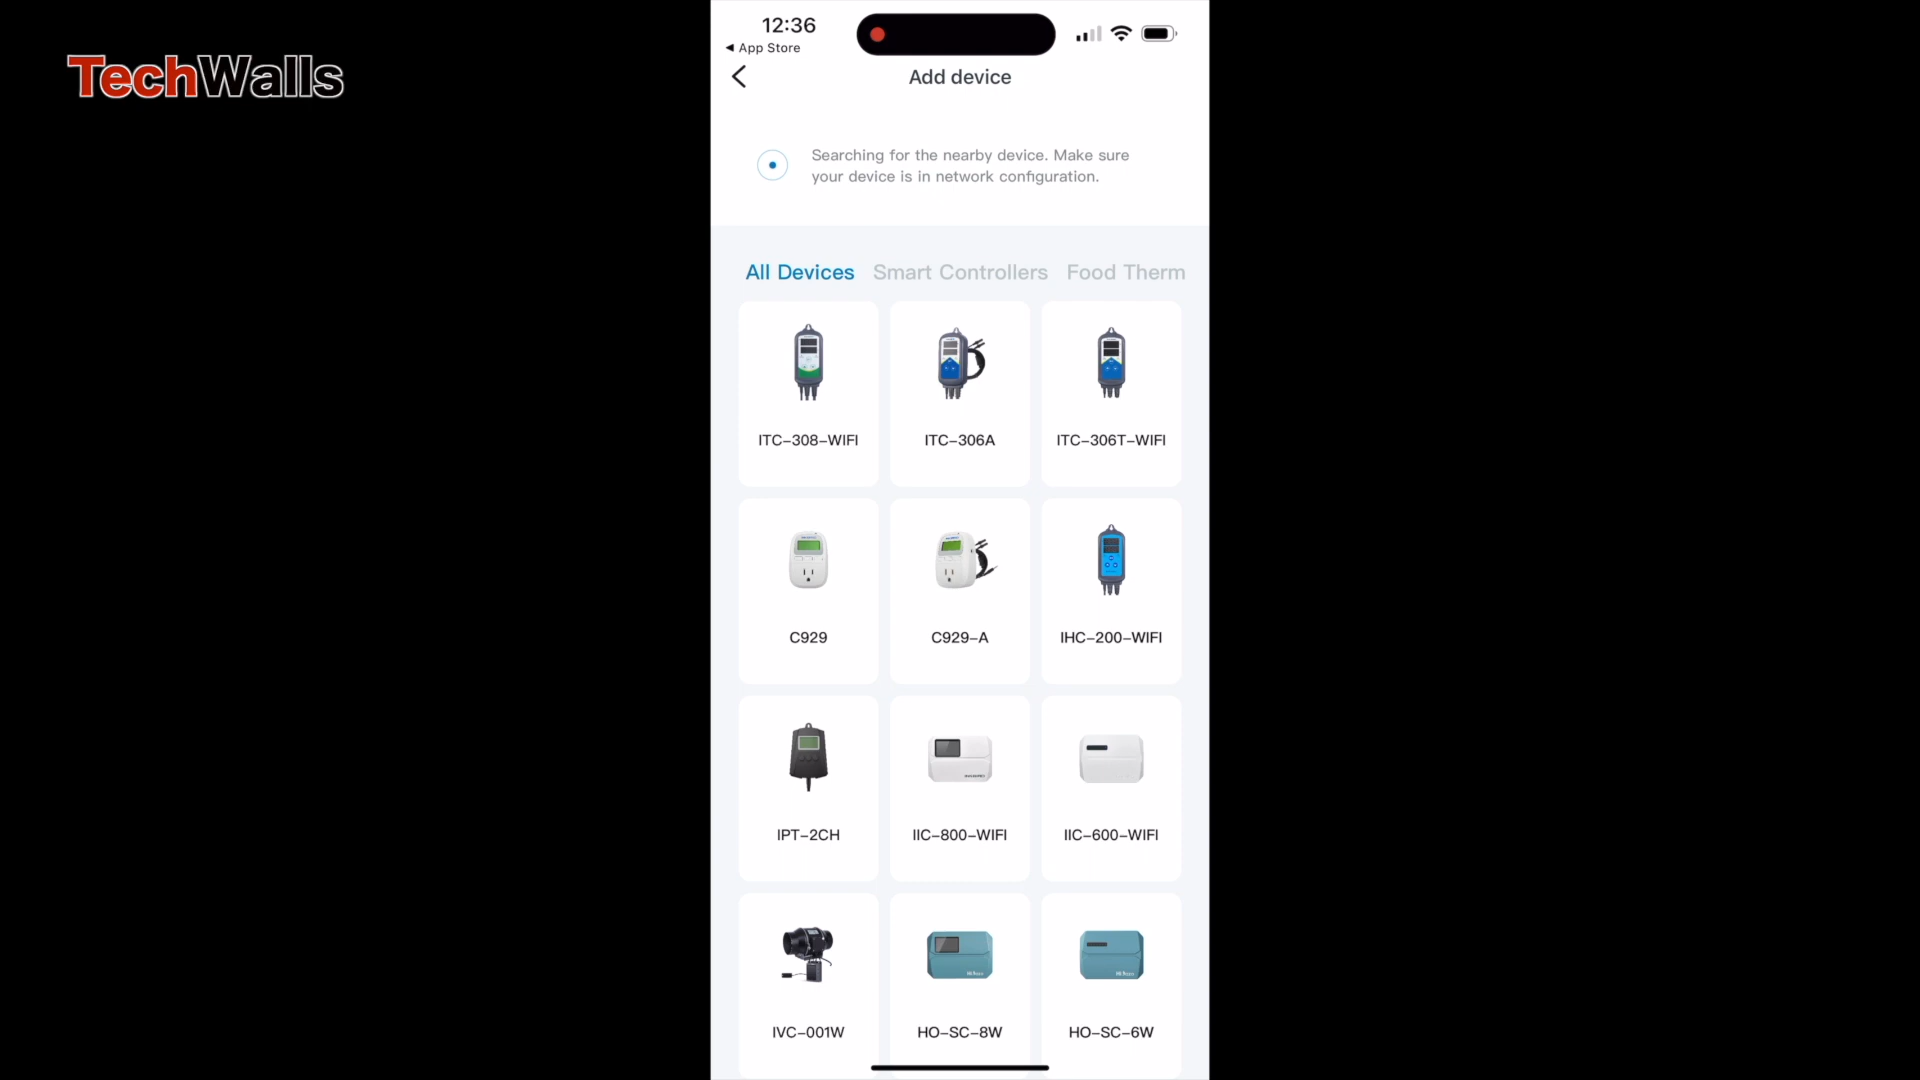 TechWalls
12:36
◀ App Store
Add device
Searching for the nearby device. Make sure
your device is in network configuration.
All Devices Smart Controllers Food Therm
ITC-308-WIFI ITC-306A ITC-306T-WIFI
C929 C929-A IHC-200-WIFI
IPT-2CH IIC-800-WIFI IIC-600-WIFI
IVC-001W HO-SC-8W HO-SC-6W